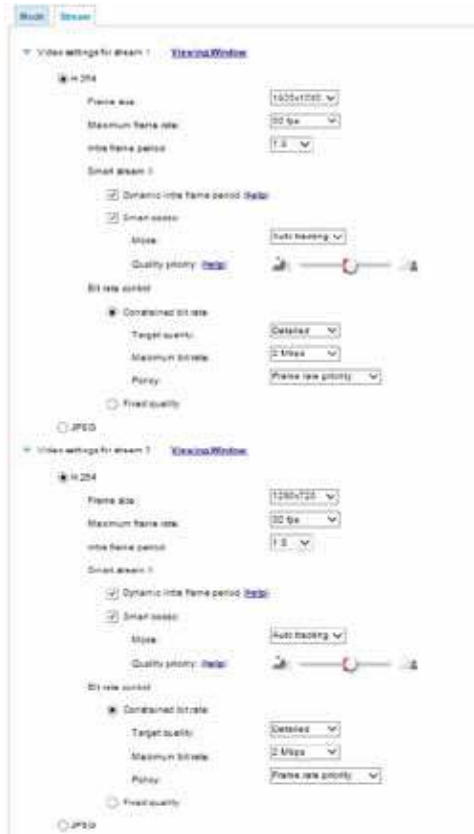 Mode Stream
Video settings for stream 1 Viewing Window
H.264
Frame size: 1920x1080
Maximum frame rate: 30 fps
Intra frame period: 1 S
Smart stream II
Dynamic intra frame period (help)
Smart codec
Mode: Auto tracking
Quality priority: (help)
Bit rate control
Constrained bit rate:
Target quality: Detailed
Maximum bit rate: 2 Mbps
Policy: Frame rate priority
Fixed quality
JPEG
Video settings for stream Viewing Window
H.264
Frame size: 1280x720
Maximum frame rate: 30 fps
Intra frame period: 1 S
Smart stream II
Dynamic intra frame period (help)
Smart codec
Mode: Auto tracking
Quality priority: (help)
Bit rate control
Constrained bit rate:
Target quality: Detailed
Maximum bit rate: 2 Mbps
Policy: Frame rate priority
Fixed quality
JPEG